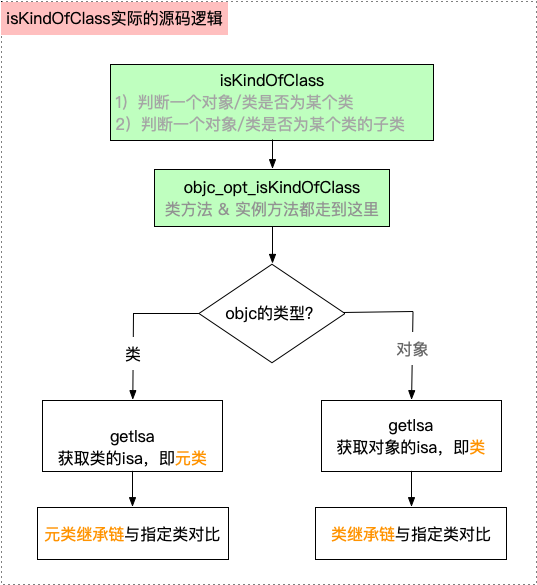 isKindOfClass实际的源码逻辑
isKindOfClass
1）判断一个对象/类是否为某个类
2）判断一个对象/类是否为某个类的子类
objc_opt_isKindOfClass
类方法 & 实例方法都走到这里
objc的类型?
类
对象
getIsa
获取类的isa，即元类
getIsa
获取对象的isa，即类
元类继承链与指定类对比
类继承链与指定类对比